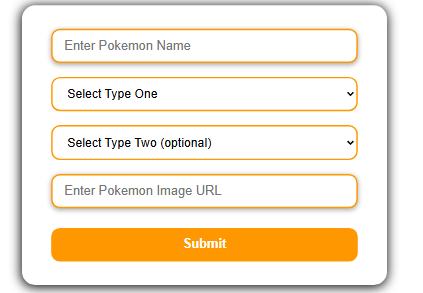 Enter Pokemon Name
Select Type One
Select Type Two (optional)
Enter Pokemon Image URL
Submit